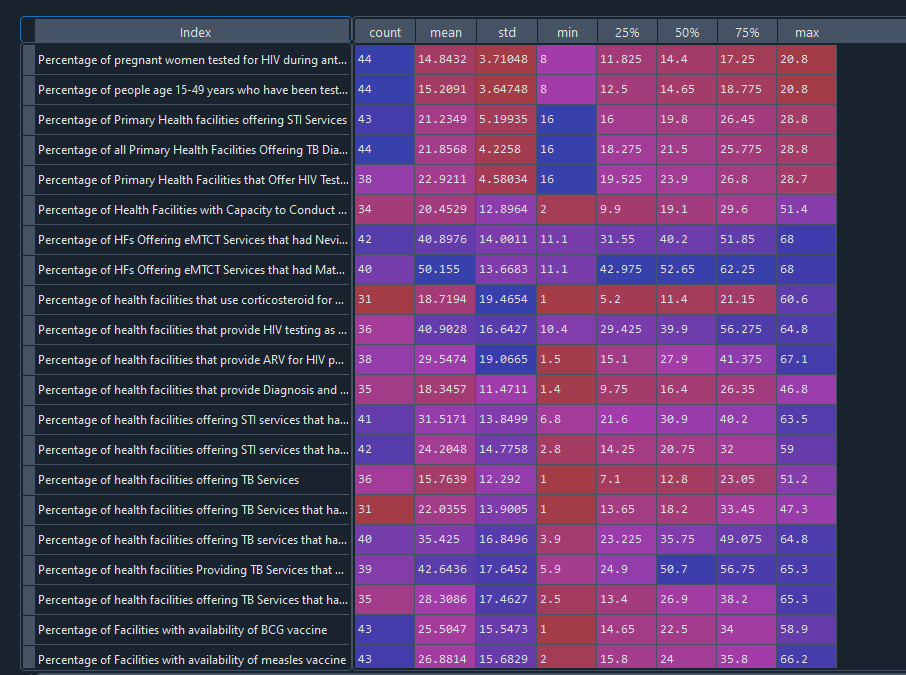 Index count mean std min 25% 50% 75% max
Percentage of pregnant women tested for HIV during ant... 44 14.8432 3.71048 8 11.825 14.4 17.25 20.8
Percentage of people age 15-49 years who have been test... 44 15.2091 3.64748 8 12.5 14.65 18.775 20.8
Percentage of Primary Health facilities offering STI Services 43 21.2349 5.19935 16 16 19.8 26.45 28.8
Percentage of all Primary Health Facilities Offering TB Dia... 44 21.8568 4.2258 16 18.275 21.5 25.775 28.8
Percentage of Primary Health Facilities that Offer HIV Test... 38 22.9211 4.58034 16 19.525 23.9 26.8 28.7
Percentage of Health Facilities with Capacity to Conduct ... 34 20.4529 12.8964 2 9.9 19.1 29.6 51.4
Percentage of HFs Offering eMTCT Services that had Nevi... 42 40.8976 14.0011 11.1 31.55 40.2 51.85 68
Percentage of HFs Offering eMTCT Services that had Mat... 40 50.155 13.6683 11.1 42.975 52.65 62.25 68
Percentage of health facilities that use corticosteroid for ... 31 18.7194 19.4654 1 5.2 11.4 21.15 60.6
Percentage of health facilities that provide HIV testing as ... 36 40.9028 16.6427 10.4 29.425 39.9 56.275 64.8
Percentage of health facilities that provide ARV for HIV p... 38 29.5474 19.0665 1.5 15.1 27.9 41.375 67.1
Percentage of health facilities that provide Diagnosis and ... 35 18.3457 11.4711 1.4 9.75 16.4 26.35 46.8
Percentage of health facilities offering STI services that ha... 41 31.5171 13.8499 6.8 21.6 30.9 40.2 63.5
Percentage of health facilities offering STI services that ha... 42 24.2048 14.7758 2.8 14.25 20.75 32 59
Percentage of health facilities offering TB Services 36 15.7639 12.292 1 7.1 12.8 23.05 51.2
Percentage of health facilities offering TB Services that ha... 31 22.0355 13.9005 1 13.65 18.2 33.45 47.3
Percentage of health facilities offering TB services that ha... 40 35.425 16.8496 3.9 23.225 35.75 49.075 64.8
Percentage of health facilities Providing TB Services that ... 39 42.6436 17.6452 5.9 24.9 50.7 56.75 65.3
Percentage of health facilities offering TB Services that ha... 35 28.3086 17.4627 2.5 13.4 26.9 38.2 65.3
Percentage of Facilities with availability of BCG vaccine 43 25.5047 15.5473 1 14.65 22.5 34 58.9
Percentage of Facilities with availability of measles vaccine 43 26.8814 15.6829 2 15.8 24 35.8 66.2